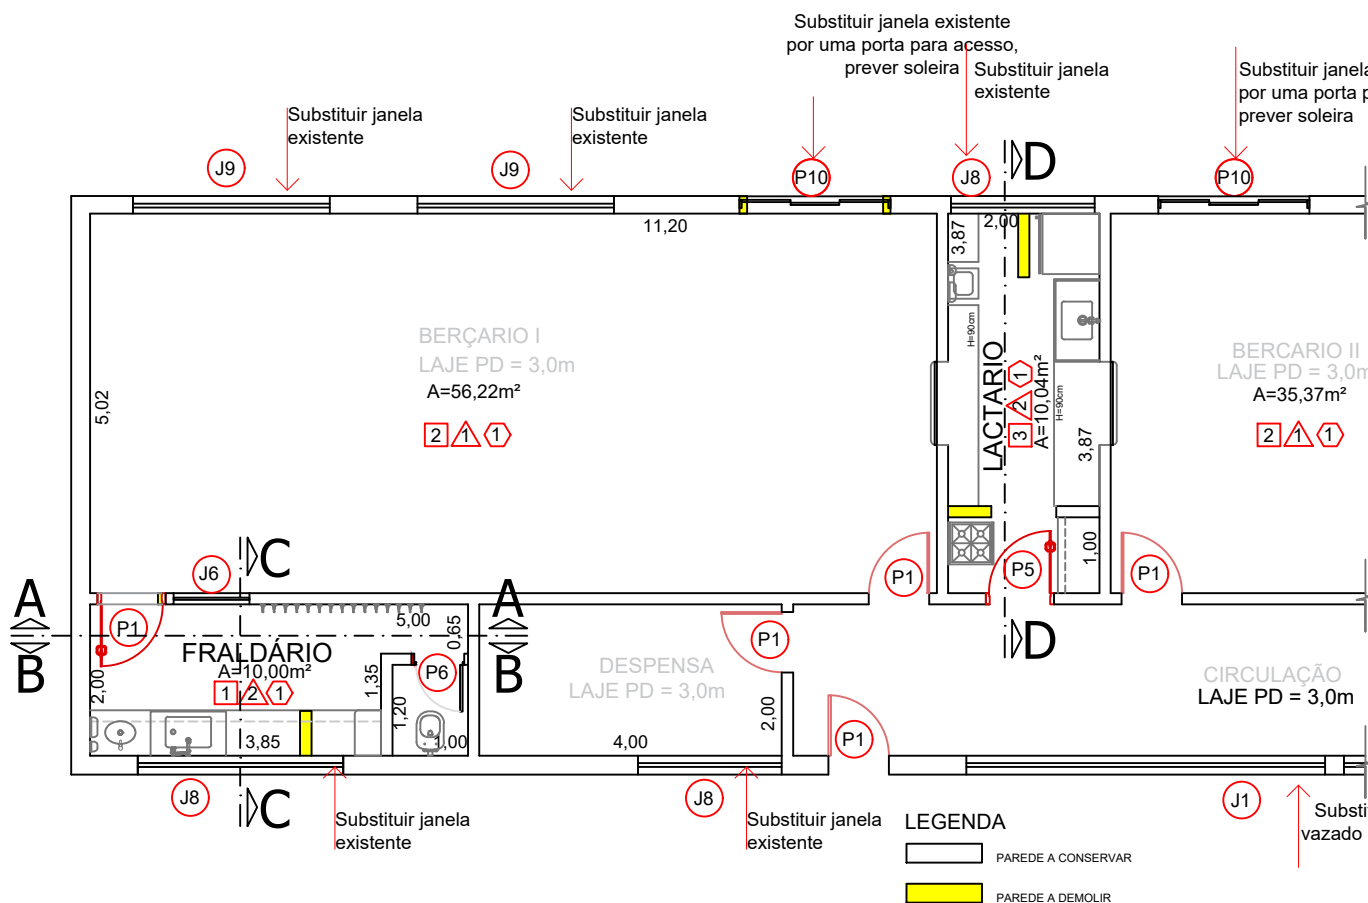 Substituir janela existente
por uma porta para acesso,
prever soleira
Substituir janela
existente
Substituir janela
por uma porta p
prever soleira
Substituir janela
existente
Substituir janela
existente
J9
J9
P10
J8
D
P10
11,20
2,00
3,87
BERÇARIO I
LAJE PD = 3,0m
A=56,22m²
2 1 1
5,02
H=90cm
LACTARIO
3 2 1
A=10,04m²
H=90cm
3,87
1,00
BERCARIO II
LAJE PD = 3,0m
A=35,37m²
2 1 1
J6
C
P1
P5
P1
A
B
P1
5,00
0,65
A
B
D
FRALDÁRIO
A=10,00m²
1 2 1
2,00
1,35
1,20
P6
3,85
1,00
DESPENSA
LAJE PD = 3,0m
P1
2,00
4,00
P1
CIRCULAÇÃO
LAJE PD = 3,0m
J8
C
J8
J1
Substituir janela
existente
Substituir janela
existente
Substi
vazado
LEGENDA
PAREDE A CONSERVAR
PAREDE A DEMOLIR